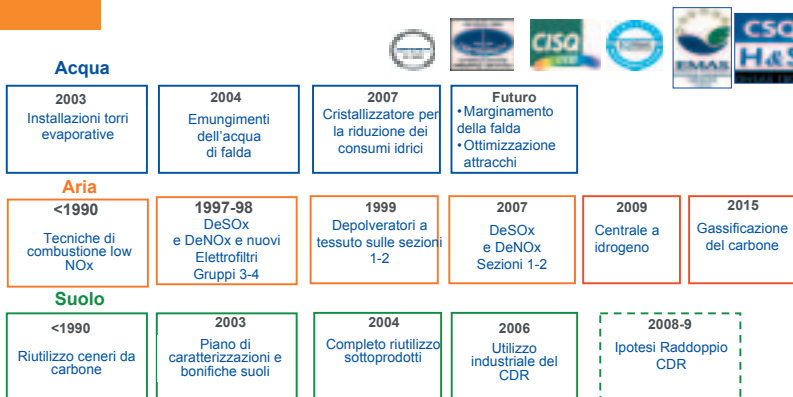 CISQ
EMAS
CSQ
H&S
Acqua
2003
Installazioni torri
evaporative
2004
Emungimenti
dell'acqua
di falda
2007
Cristallizzatore per
la riduzione dei
consumi idrici
Futuro
•Marginamento
della falda
•Ottimizzazione
attracchi
Aria
<1990
Tecniche di
combustione low
NOx
1997-98
DeSOx
e DeNOx e nuovi
Elettrofiltri
Gruppi 3-4
1999
Depolveratori a
tessuto sulle sezioni
1-2
2007
DeSOx
e DeNOx
Sezioni 1-2
2009
Centrale a
idrogeno
2015
Gassificazione
del carbone
Suolo
<1990
Riutilizzo ceneri da
carbone
2003
Piano di
caratterizzazioni e
bonifiche suoli
2004
Completo riutilizzo
sottoprodotti
2006
Utilizzo
industriale del
CDR
2008-9
Ipotesi Raddoppio
CDR